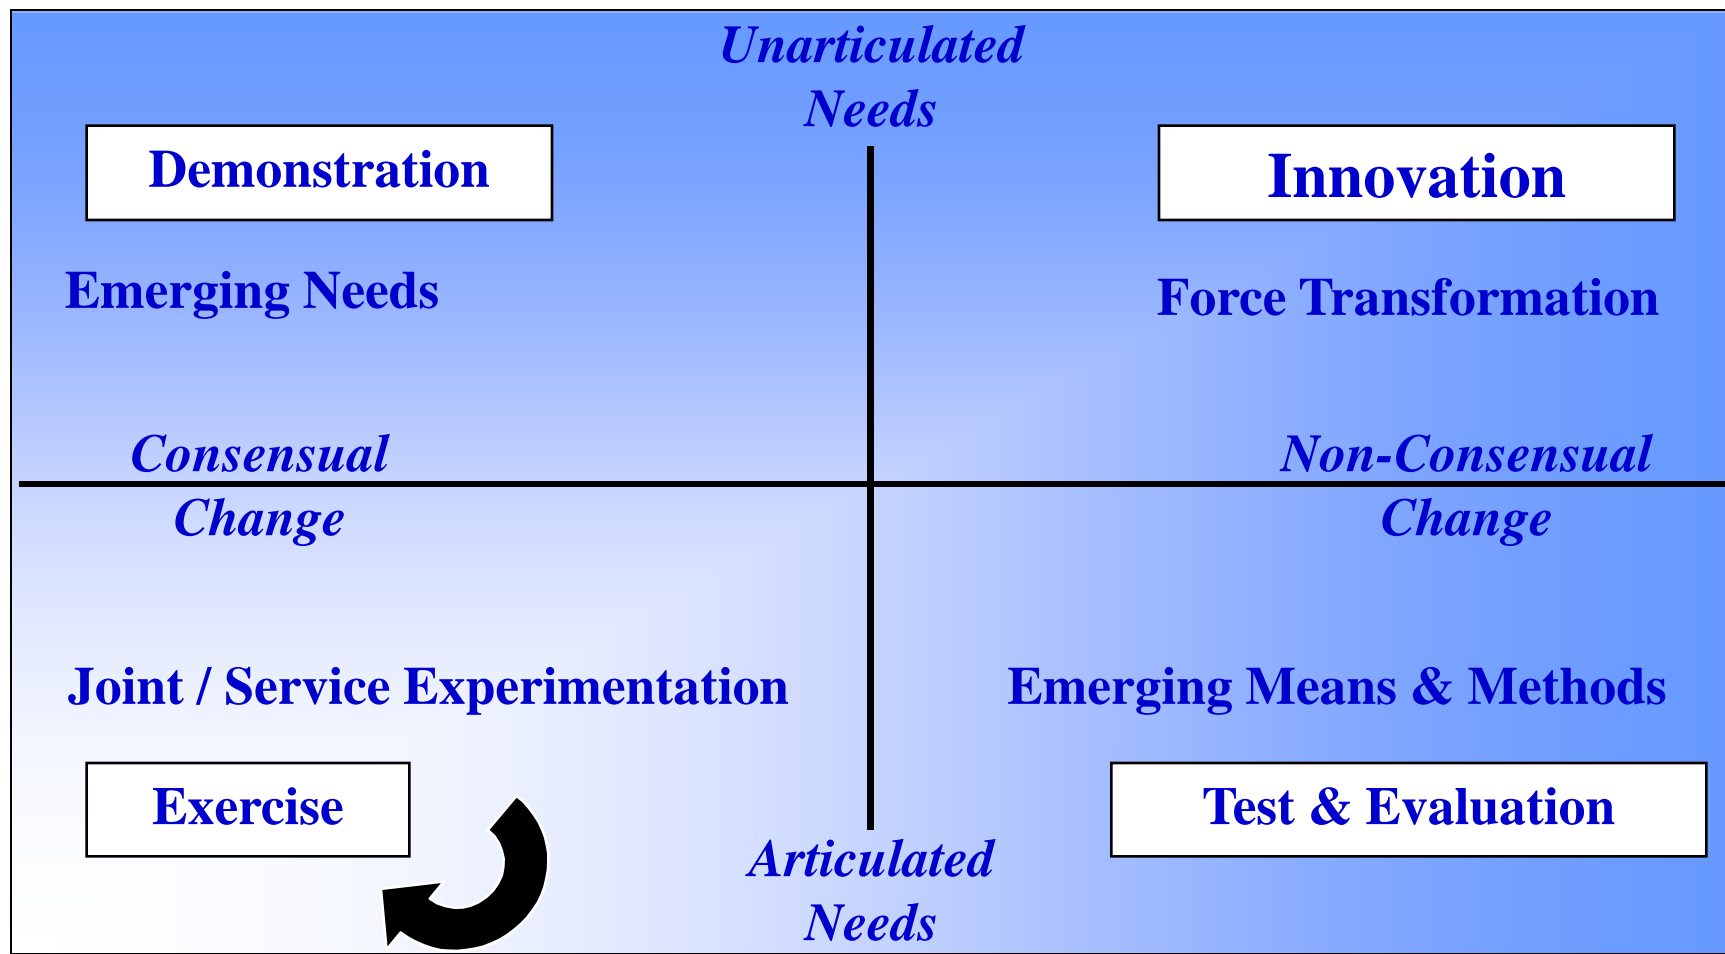 Unarticulated
Needs
Demonstration
Innovation
Emerging Needs
Force Transformation
Consensual
Change
Non-Consensual
Change
Joint / Service Experimentation
Emerging Means & Methods
Exercise
Test & Evaluation
Articulated
Needs